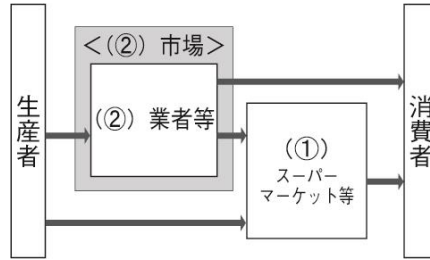 ＜(②) 市場＞
生産者
(②) 業者等
(①)
スーパー
マーケット等
消費者